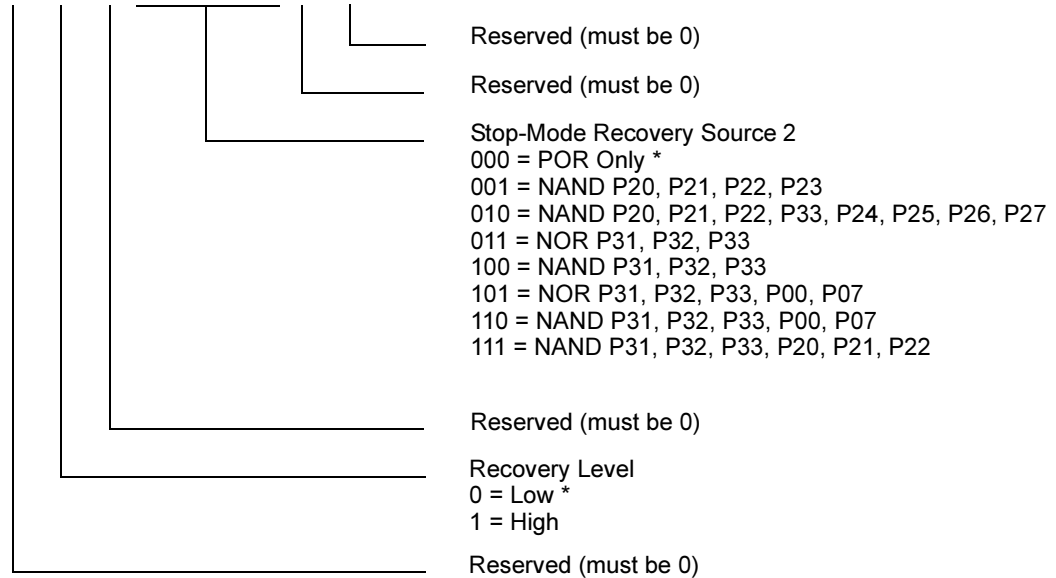 Reserved (must be 0)
Reserved (must be 0)
Stop-Mode Recovery Source 2
000 = POR Only *
001 = NAND P20, P21, P22, P23
010 = NAND P20, P21, P22, P33, P24, P25, P26, P27
011 = NOR P31, P32, P33
100 = NAND P31, P32, P33
101 = NOR P31, P32, P33, P00, P07
110 = NAND P31, P32, P33, P00, P07
111 = NAND P31, P32, P33, P20, P21, P22
Reserved (must be 0)
Recovery Level
0 = Low *
1 = High
Reserved (must be 0)